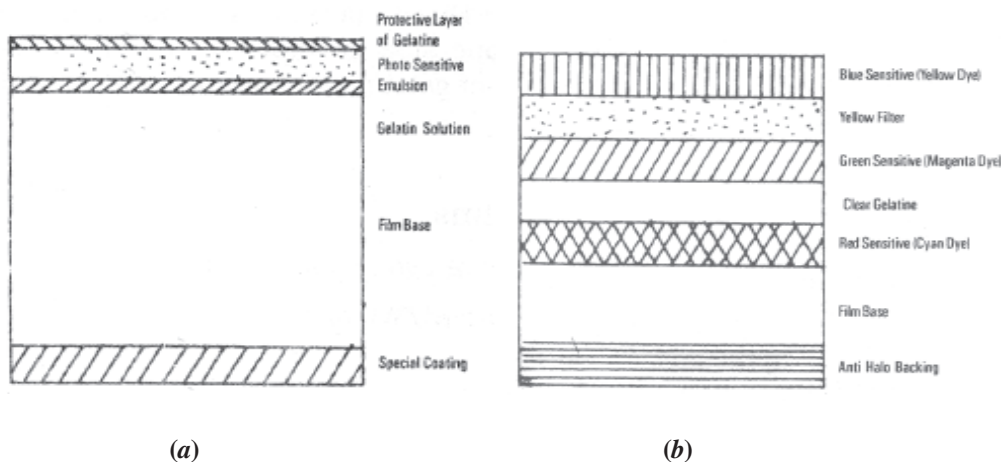 Protective Layer
of Gelatine
Photo Sensitive
Emulsion
Gelatin Solution
Film Base
Special Coating
(a)
Blue Sensitive (Yellow Dye)
Yellow Filter
Green Sensitive (Magenta Dye)
Clear Gelatine
Red Sensitive (Cyan Dye)
Film Base
Anti Halo Backing
(b)